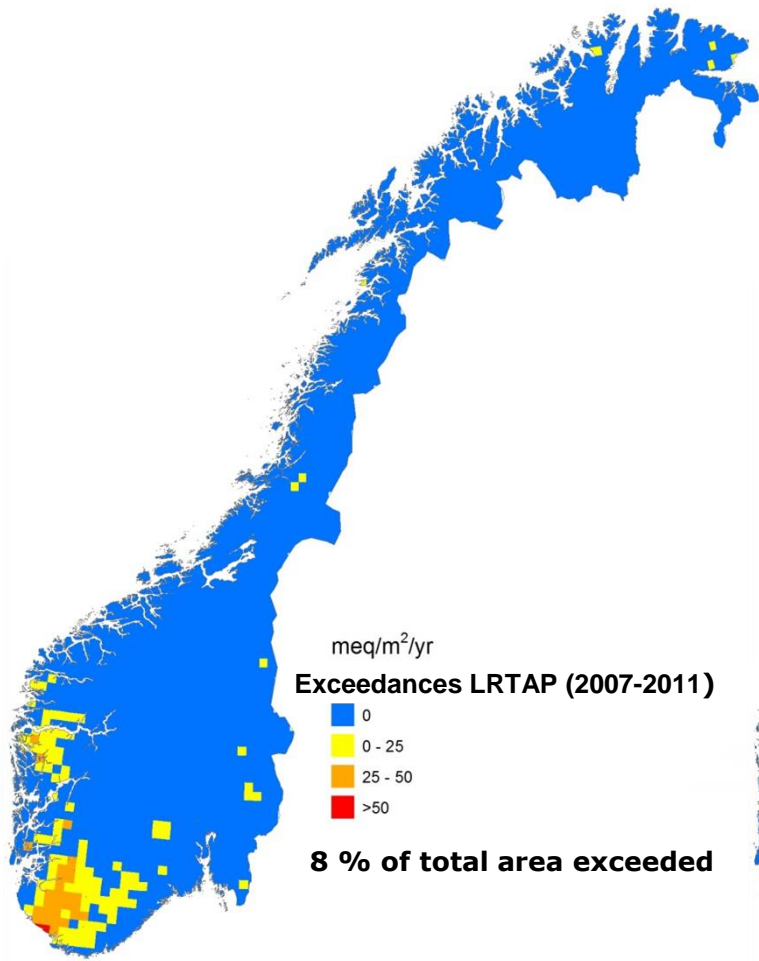 meq/m²/yr
Exceedances LRTAP (2007-2011)
0
0 - 25
25 - 50
>50
8 % of total area exceeded